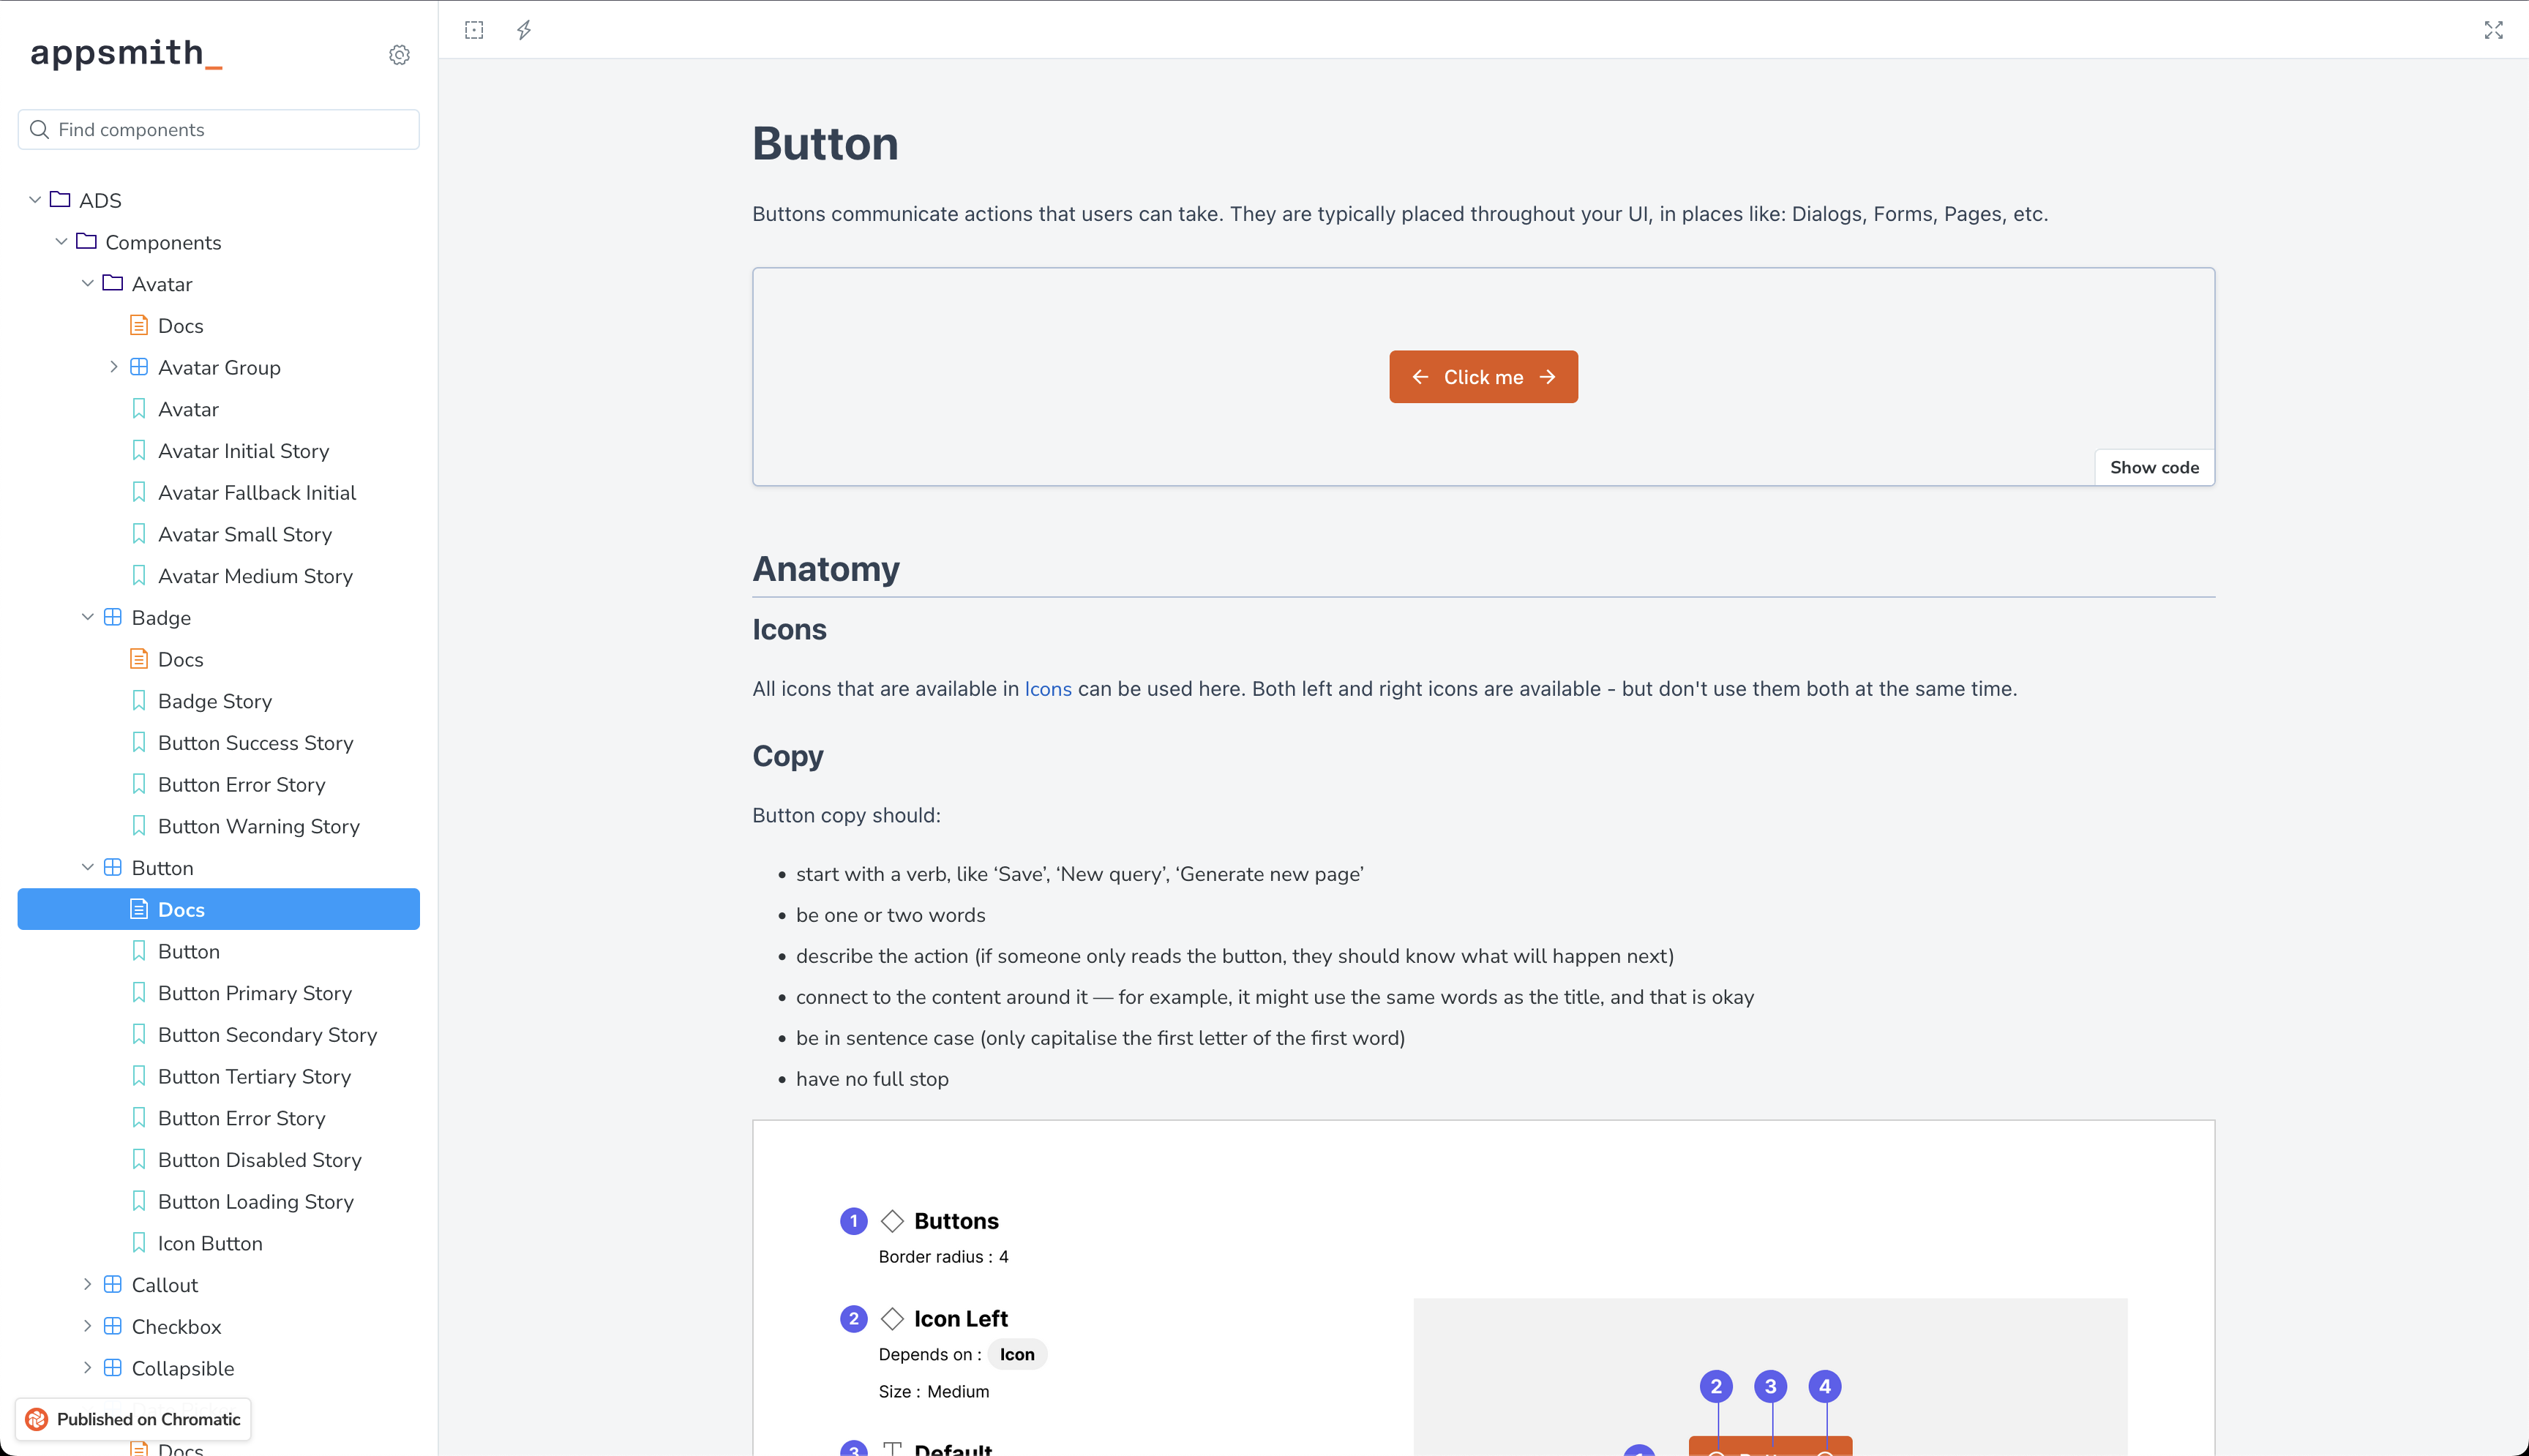 appsmith_
Find components
ADS
Components
Avatar
Docs
Avatar Group
Avatar
Avatar Initial Story
Avatar Fallback Initial
Avatar Small Story
Avatar Medium Story
Badge
Docs
Badge Story
Button Success Story
Button Error Story
Button Warning Story
Button
Docs
Button
Button Primary Story
Button Secondary Story
Button Tertiary Story
Button Error Story
Button Disabled Story
Button Loading Story
Icon Button
Callout
Checkbox
Collapsible
Published on Chromatic
Docs
Button
Buttons communicate actions that users can take. They are typically placed throughout your UI, in places like: Dialogs, Forms, Pages, etc.
Click me
Show code
Anatomy
Icons
All icons that are available in Icons can be used here. Both left and right icons are available - but don't use them both at the same time.
Copy
Button copy should:
• start with a verb, like ‘Save’, ‘New query’, ‘Generate new page’
• be one or two words
• describe the action (if someone only reads the button, they should know what will happen next)
• connect to the content around it — for example, it might use the same words as the title, and that is okay
• be in sentence case (only capitalise the first letter of the first word)
• have no full stop
1 Buttons
Border radius : 4
2 Icon Left
Depends on : Icon
Size : Medium
3 Default
2 3 4